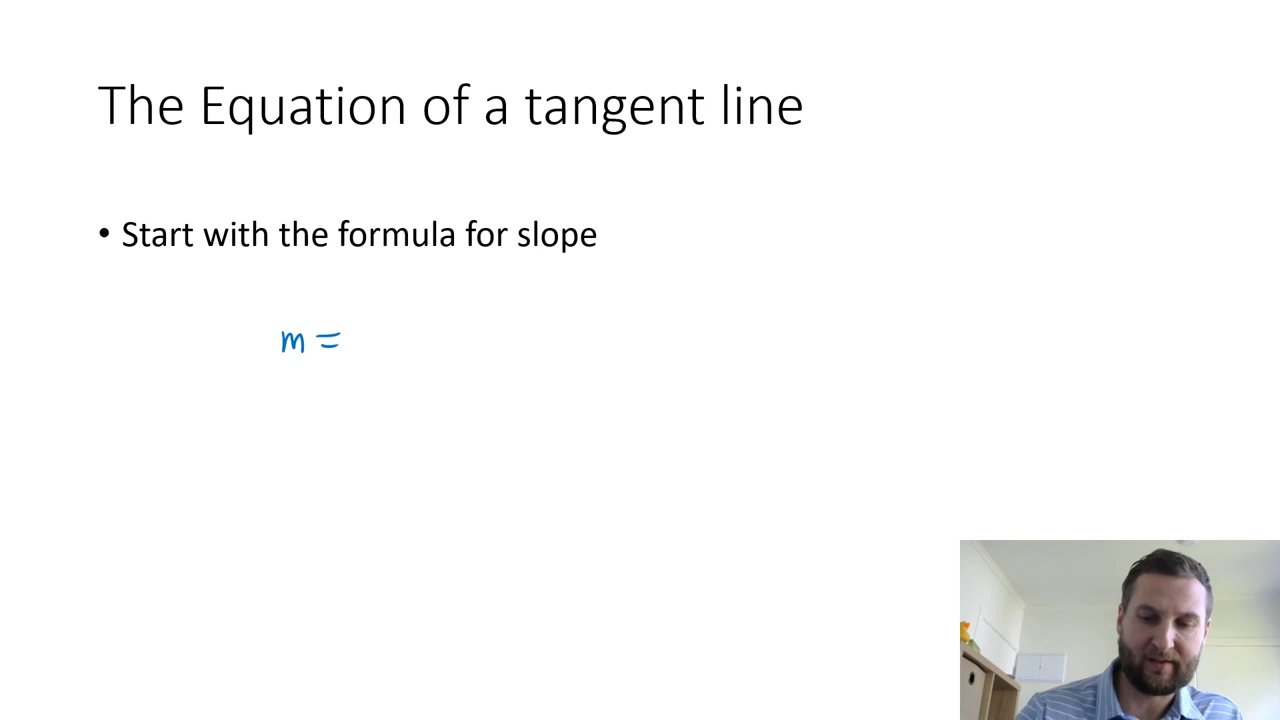 The Equation of a tangent line
• Start with the formula for slope
m =